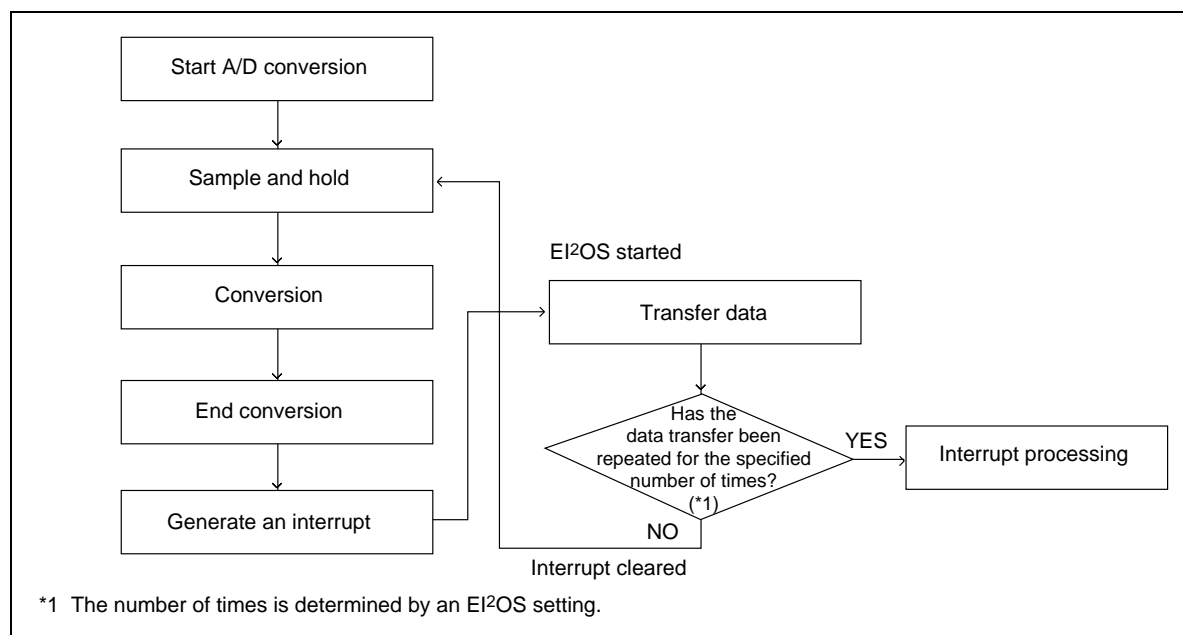 Start A/D conversion
Sample and hold
Conversion
End conversion
Generate an interrupt
EI²OS started
Transfer data
Has the
data transfer been
repeated for the specified
number of times?
(*1)
YES
Interrupt processing
NO
Interrupt cleared
*1 The number of times is determined by an EI²OS setting.